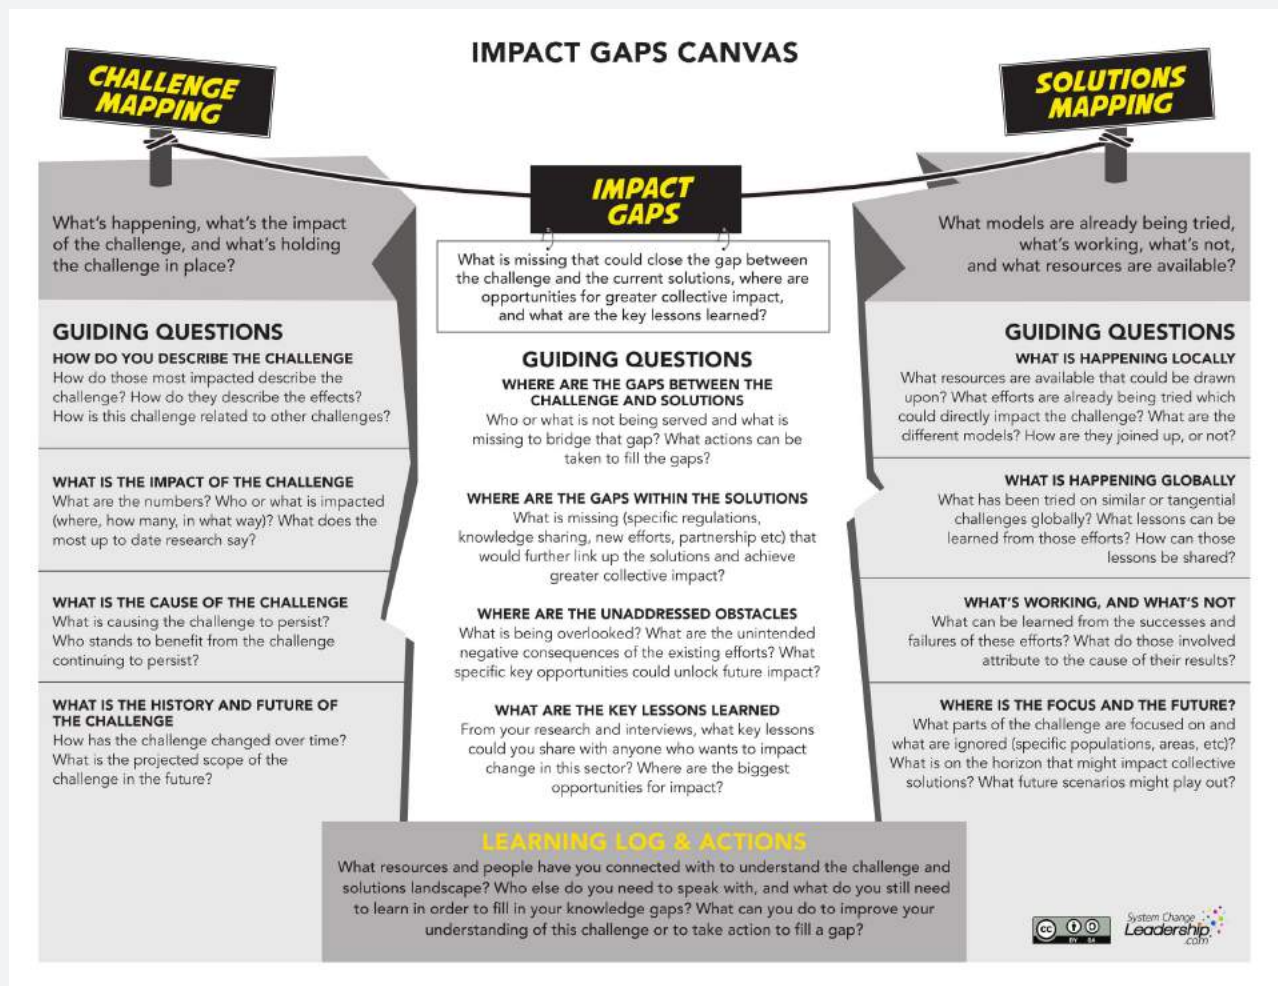 IMPACT GAPS CANVAS
CHALLENGE
MAPPING
What's happening, what's the impact
of the challenge, and what's holding
the challenge in place?
GUIDING QUESTIONS
HOW DO YOU DESCRIBE THE CHALLENGE
How do those most impacted describe the
challenge? How do they describe the effects?
How is this challenge related to other challenges?
WHAT IS THE IMPACT OF THE CHALLENGE
What are the numbers? Who or what is impacted
(where, how many, in what way)? What does the
most up to date research say?
WHAT IS THE CAUSE OF THE CHALLENGE
What is causing the challenge to persist?
Who stands to benefit from the challenge
continuing to persist?
WHAT IS THE HISTORY AND FUTURE OF
THE CHALLENGE
How has the challenge changed over time?
What is the projected scope of the
challenge in the future?
IMPACT
GAPS
What is missing that could close the gap between
the challenge and the current solutions, where are
opportunities for greater collective impact,
and what are the key lessons learned?
GUIDING QUESTIONS
WHERE ARE THE GAPS BETWEEN THE
CHALLENGE AND SOLUTIONS
Who or what is not being served and what is
missing to bridge that gap? What actions can be
taken to fill the gaps?
WHERE ARE THE GAPS WITHIN THE SOLUTIONS
What is missing (specific regulations,
knowledge sharing, new efforts, partnership etc) that
would further link up the solutions and achieve
greater collective impact?
WHERE ARE THE UNADDRESSED OBSTACLES
What is being overlooked? What are the unintended
negative consequences of the existing efforts? What
specific key opportunities could unlock future impact?
WHAT ARE THE KEY LESSONS LEARNED
From your research and interviews, what key lessons
could you share with anyone who wants to impact
change in this sector? Where are the biggest
opportunities for impact?
SOLUTIONS
MAPPING
What models are already being tried,
what's working, what's not,
and what resources are available?
GUIDING QUESTIONS
WHAT IS HAPPENING LOCALLY
What resources are available that could be drawn
upon? What efforts are already being tried which
could directly impact the challenge? What are the
different models? How are they joined up, or not?
WHAT IS HAPPENING GLOBALLY
What has been tried on similar or tangential
challenges globally? What lessons can be
learned from those efforts? How can those
lessons be shared?
WHAT'S WORKING, AND WHAT'S NOT
What can be learned from the successes and
failures of these efforts? What do those involved
attribute to the cause of their results?
WHERE IS THE FOCUS AND THE FUTURE?
What parts of the challenge are focused on and
what are ignored (specific populations, areas, etc)?
What is on the horizon that might impact collective
solutions? What future scenarios might play out?
LEARNING LOG & ACTIONS
What resources and people have you connected with to understand the challenge and
solutions landscape? Who else do you need to speak with, and what do you still need
to learn in order to fill in your knowledge gaps? What can you do to improve your
understanding of this challenge or to take action to fill a gap?
cc
BY SA
System Change
Leadership
.com